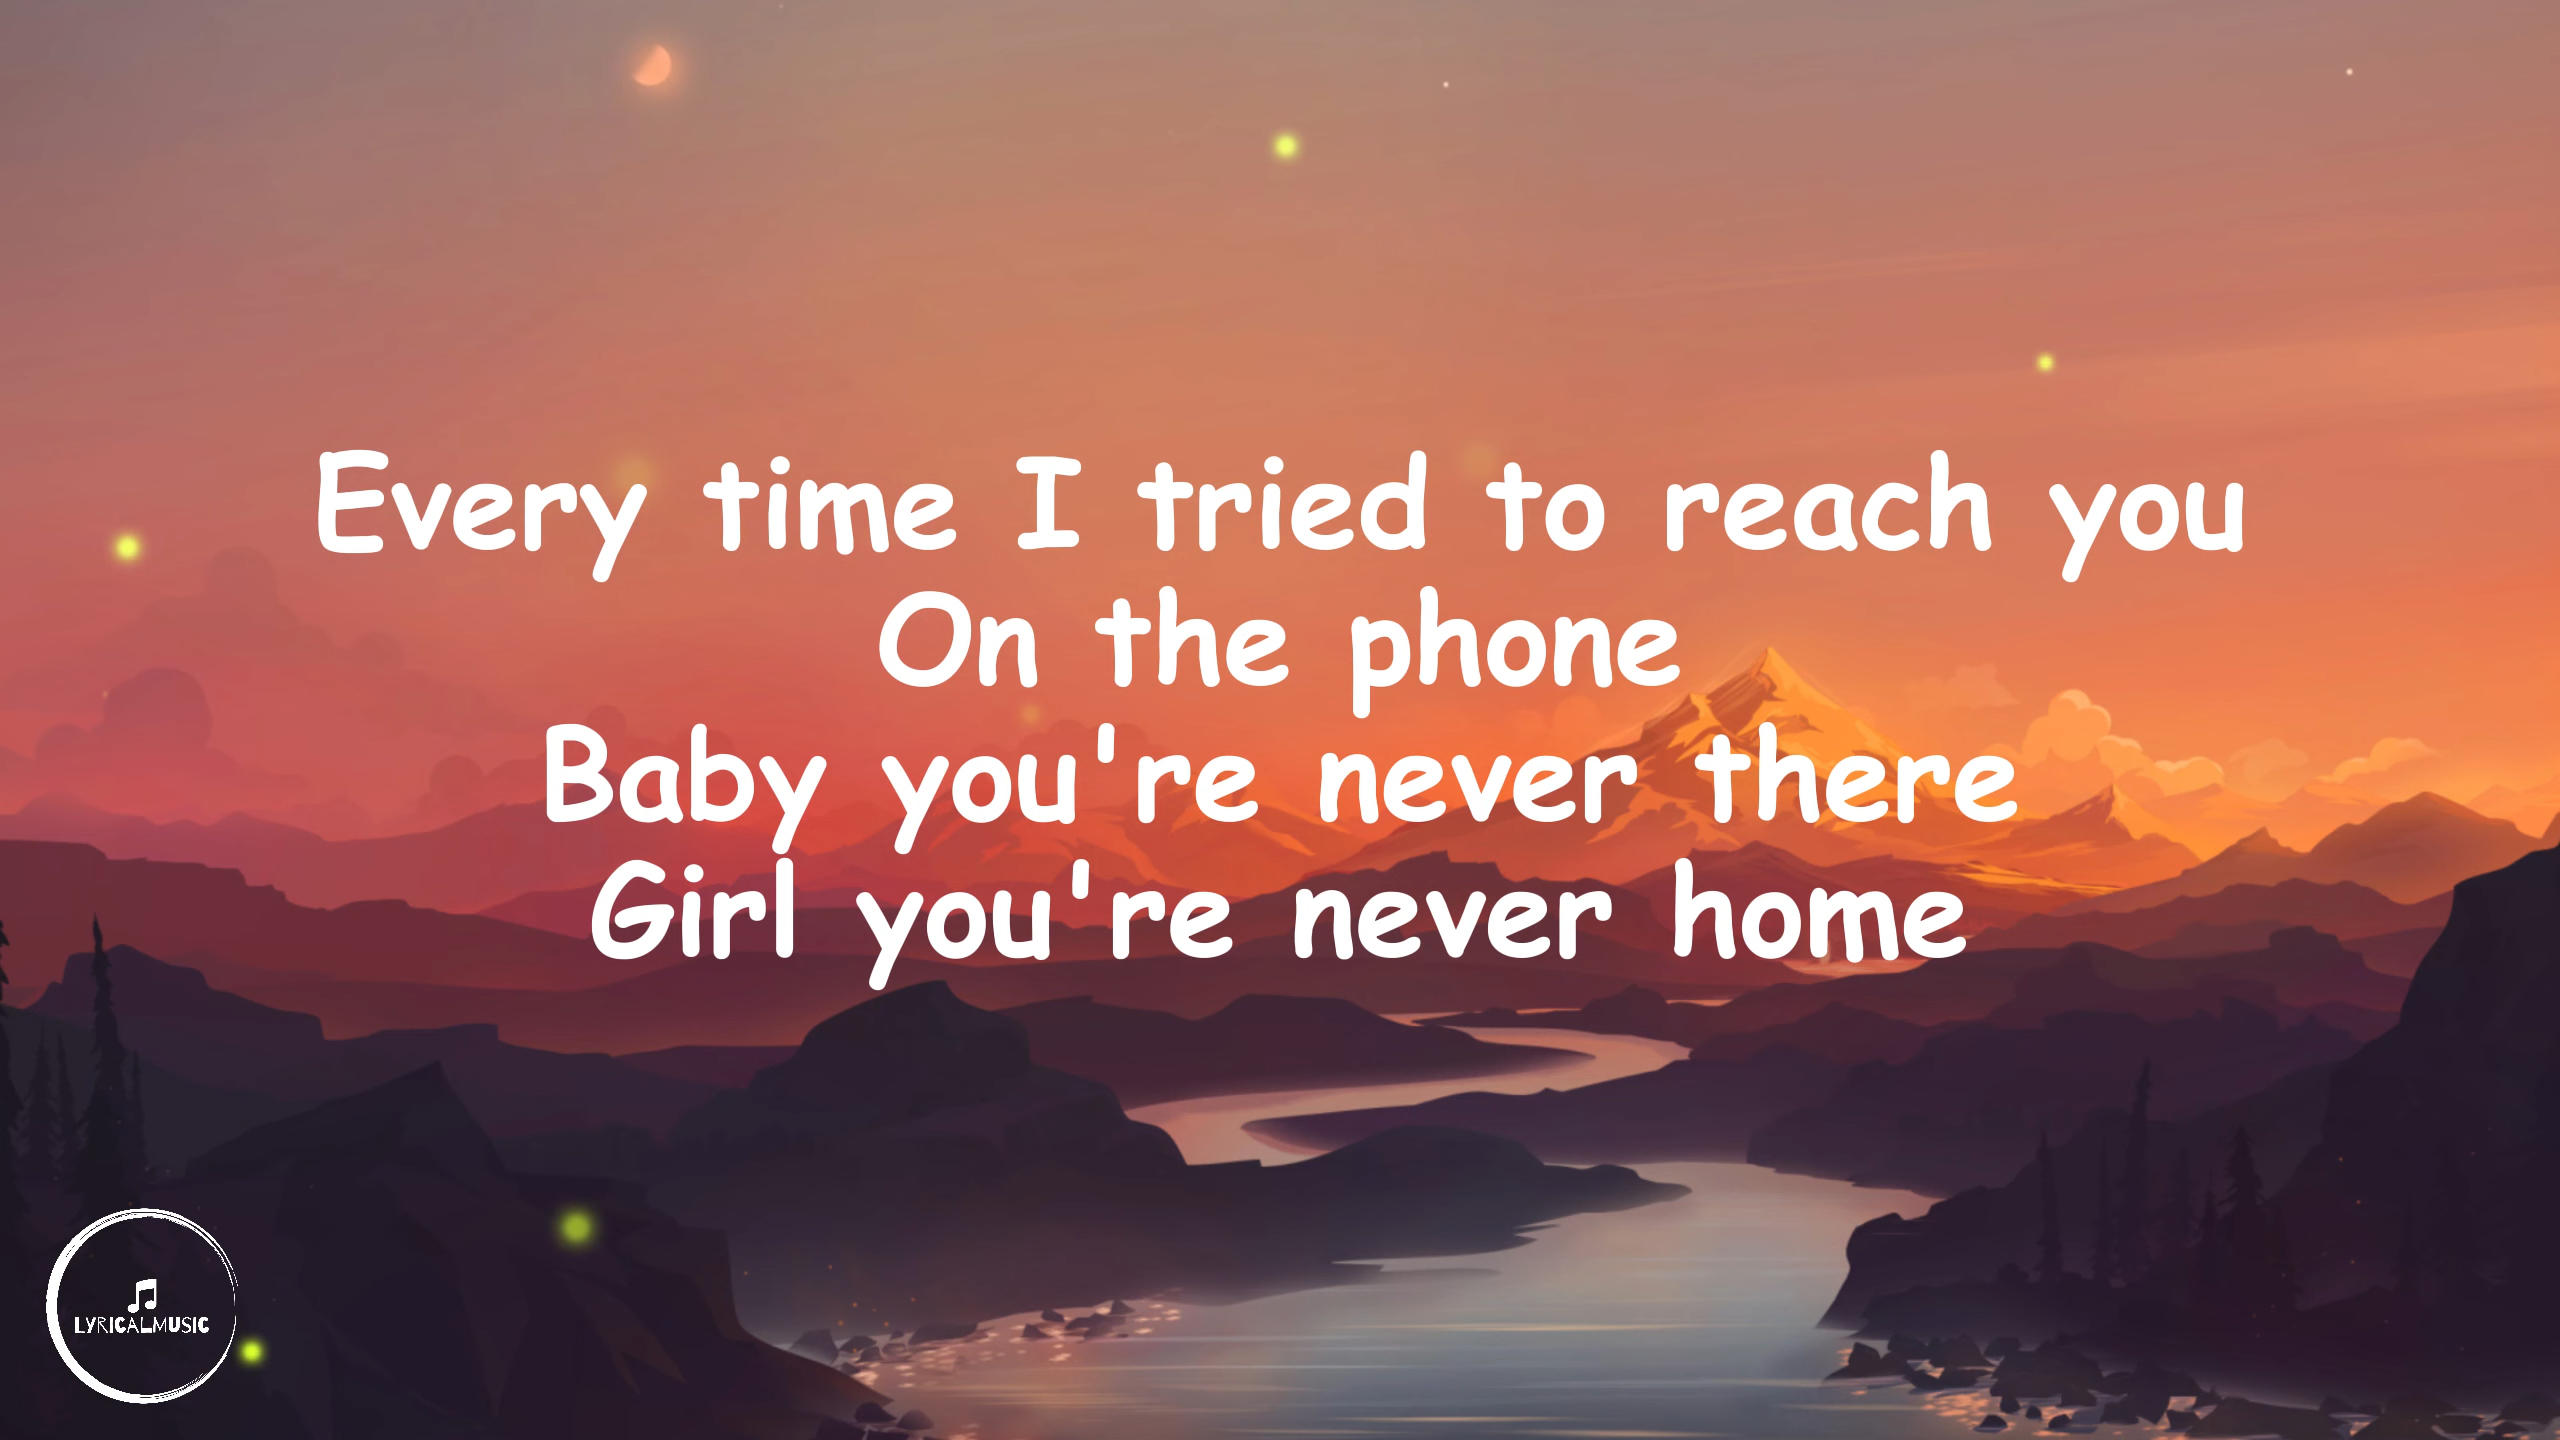 Every time I tried to reach you
On the phone
Baby you're never there
Girl you're never home
LYRICALMUSIC